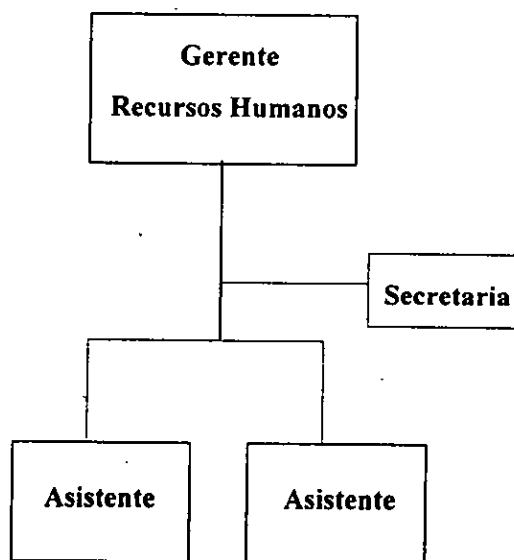 Gerente
Recursos Humanos
Secretaria
Asistente
Asistente